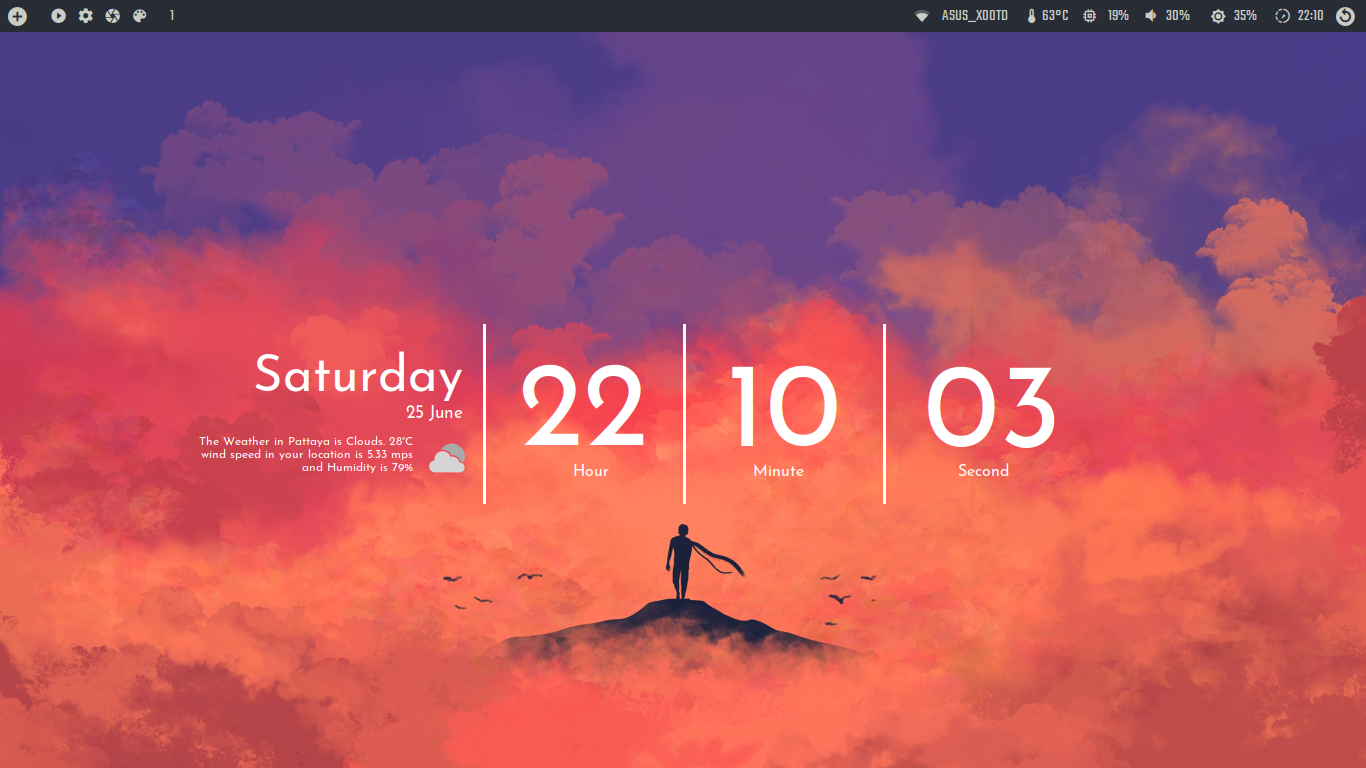 1 ASUS_X00TD 63°C 19% 30% 35% 22:10
Saturday
25 June
The Weather in Pattaya is Clouds. 28°C
wind speed in your location is 5.33 mps
and Humidity is 79%
22 10 03
Hour Minute Second